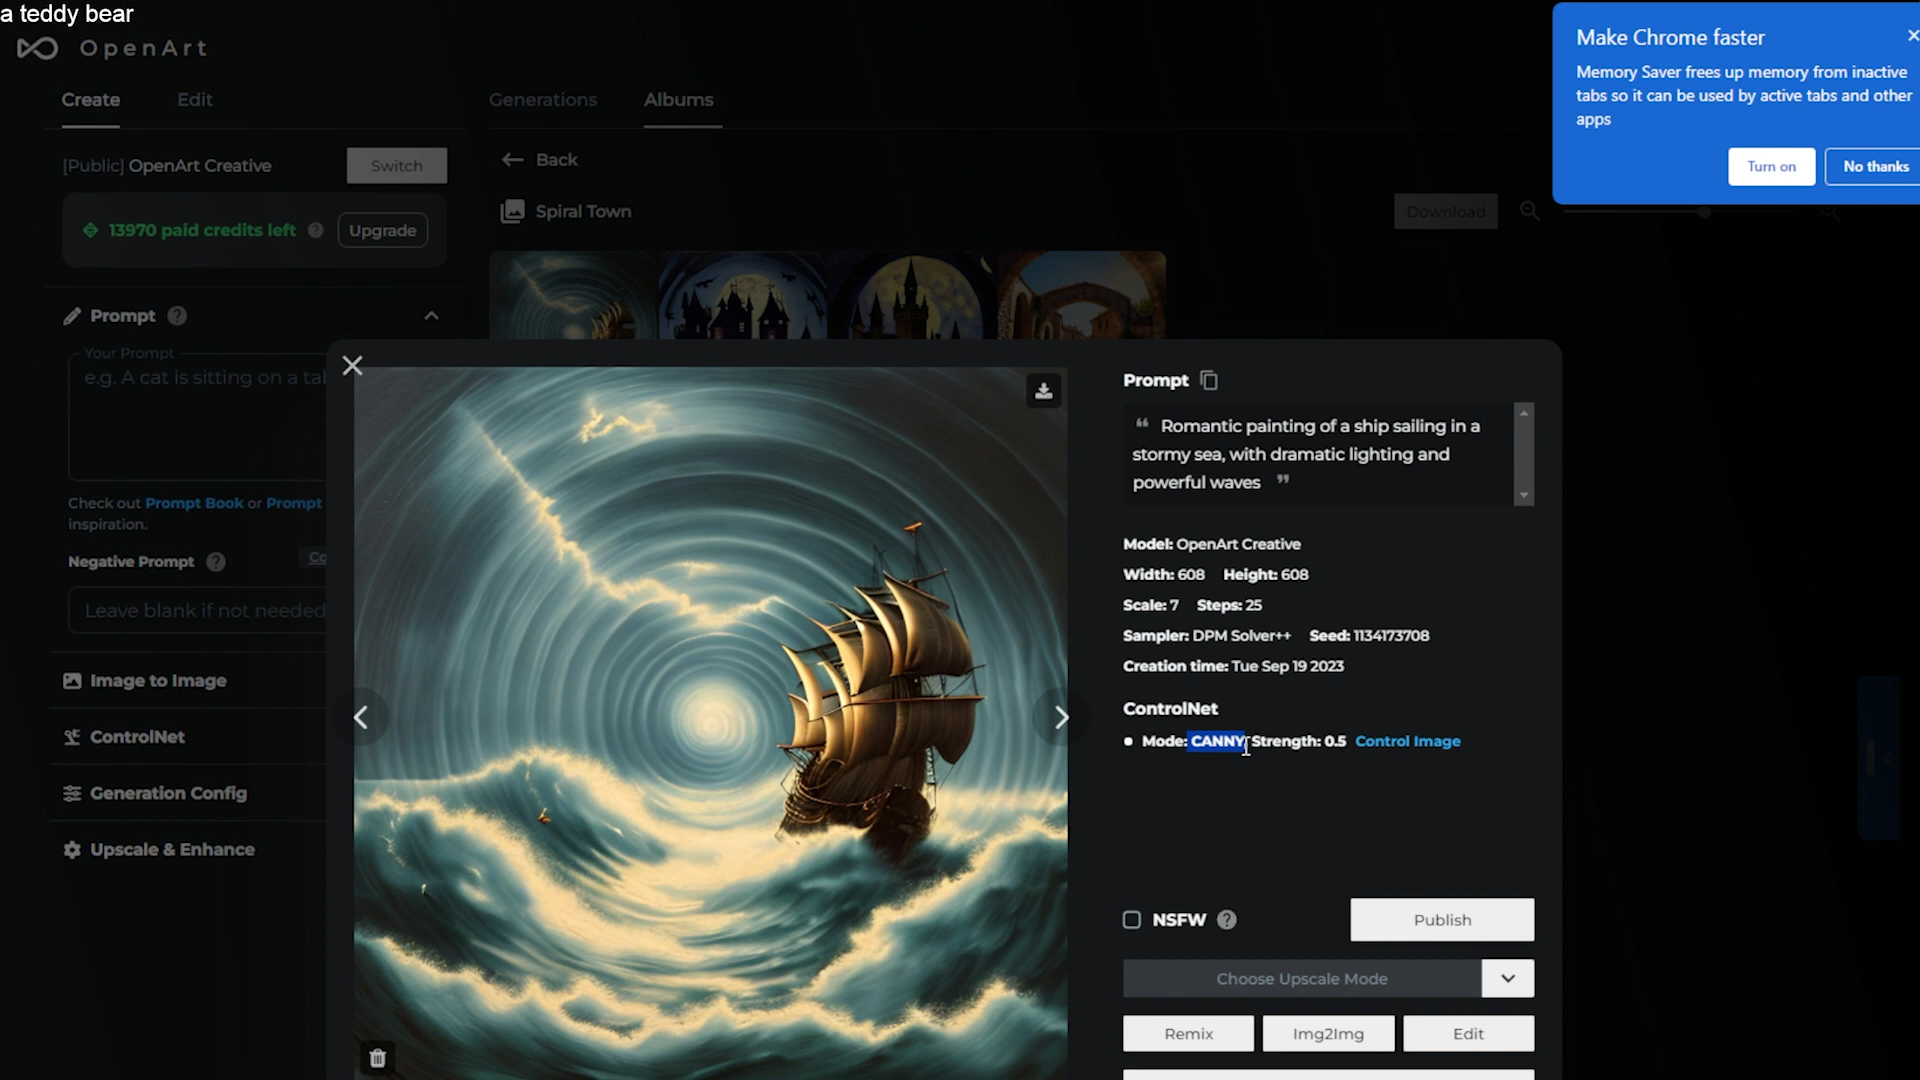 a teddy bear
OpenArt
Make Chrome faster
Memory Saver frees up memory from inactive
tabs so it can be used by active tabs and other
apps
Turn on
No thanks
Create
Edit
Generations
Albums
[Public] OpenArt Creative
Switch
Back
13970 paid credits left
Upgrade
Spiral Town
Download
Prompt
Your Prompt
e.g. A cat is sitting on a
Check out Prompt Book or Prompt
inspiration.
Negative Prompt
Leave blank if not needed
Image to Image
ControlNet
Generation Config
Upscale & Enhance
Prompt
“ Romantic painting of a ship sailing in a
stormy sea, with dramatic lighting and
powerful waves ”
Model: OpenArt Creative
Width: 608 Height: 608
Scale: 7 Steps: 25
Sampler: DPM Solver++ Seed: 1134173708
Creation time: Tue Sep 19 2023
ControlNet
Mode: CANNY Strength: 0.5 Control Image
NSFW
Publish
Choose Upscale Mode
Remix
Img2Img
Edit